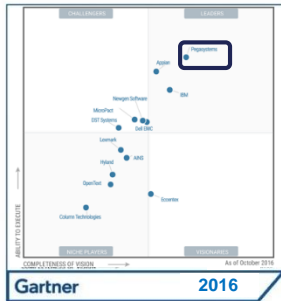 CHALLENGERS
LEADERS
Pegasystems
Appian
IBM
Newgen Software
MicroPact
DST Systems
Dell EMC
Lexmark
AINS
Hyland
OpenText
Eccentex
Column Technologies
ABILITY TO EXECUTE
NICHE PLAYERS
VISIONARIES
COMPLETENESS OF VISION
As of October 2016
Gartner
2016